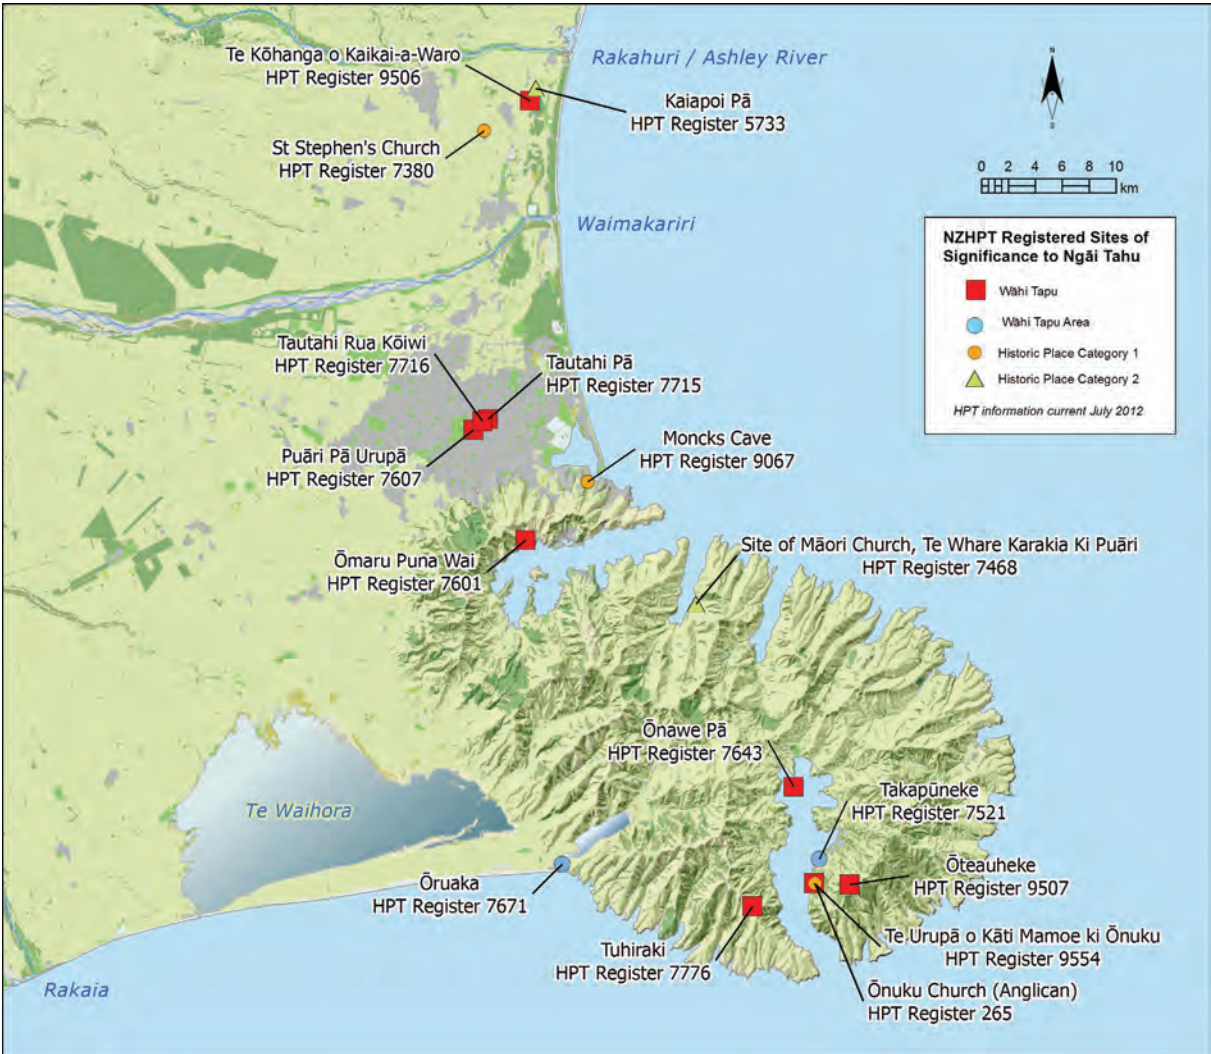 Te Kōhanga o Kaikai-a-Waro
HPT Register 9506
Rakahuri / Ashley River
Kaiapoi Pā
HPT Register 5733
St Stephen's Church
HPT Register 7380
N
S
0 2 4 6 8 10
km
Waimakariri
NZHPT Registered Sites of
Significance to Ngāi Tahu
Wāhi Tapu
Wāhi Tapu Area
Historic Place Category 1
Historic Place Category 2
HPT information current July 2012
Tautahi Rua Kōiwi
HPT Register 7716
Tautahi Pā
HPT Register 7715
Puāri Pā Urupā
HPT Register 7607
Moncks Cave
HPT Register 9067
Ōmaru Puna Wai
HPT Register 7601
Site of Māori Church, Te Whare Karakia Ki Puāri
HPT Register 7468
Ōnawe Pā
HPT Register 7643
Te Waihora
Takapūneke
HPT Register 7521
Ōruaka
HPT Register 7671
Ōteauheke
HPT Register 9507
Tuhiraki
HPT Register 7776
Te Urupā o Kāti Mamoe ki Ōnuku
HPT Register 9554
Ōnuku Church (Anglican)
HPT Register 265
Rakaia